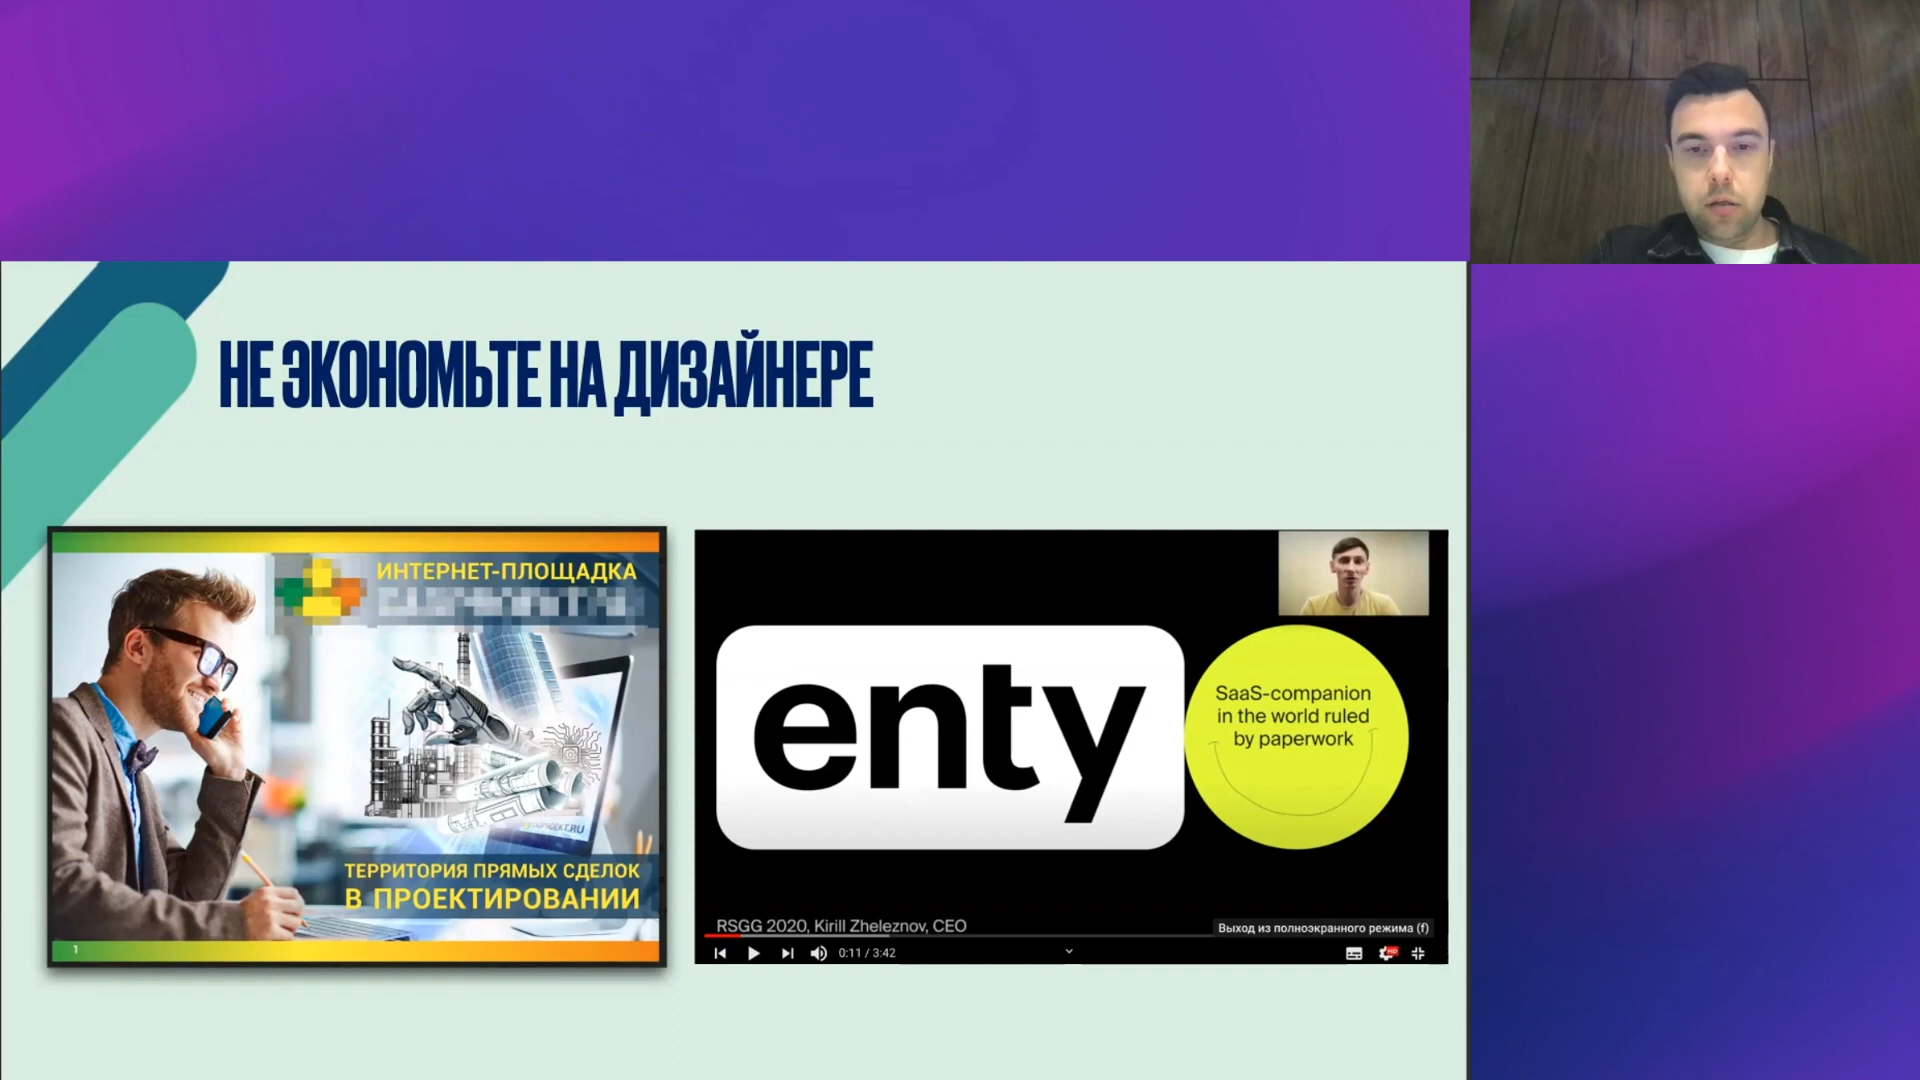 НЕ ЭКОНОМЬТЕ НА ДИЗАЙНЕРЕ
ИНТЕРНЕТ-ПЛОЩАДКА
ТЕРРИТОРИЯ ПРЯМЫХ СДЕЛОК
В ПРОЕКТИРОВАНИИ
1
enty
SaaS-companion
in the world ruled
by paperwork
RSGG 2020, Kirill Zheleznov, CEO
Выход из полноэкранного режима (f)
0:11 / 3:42
HD